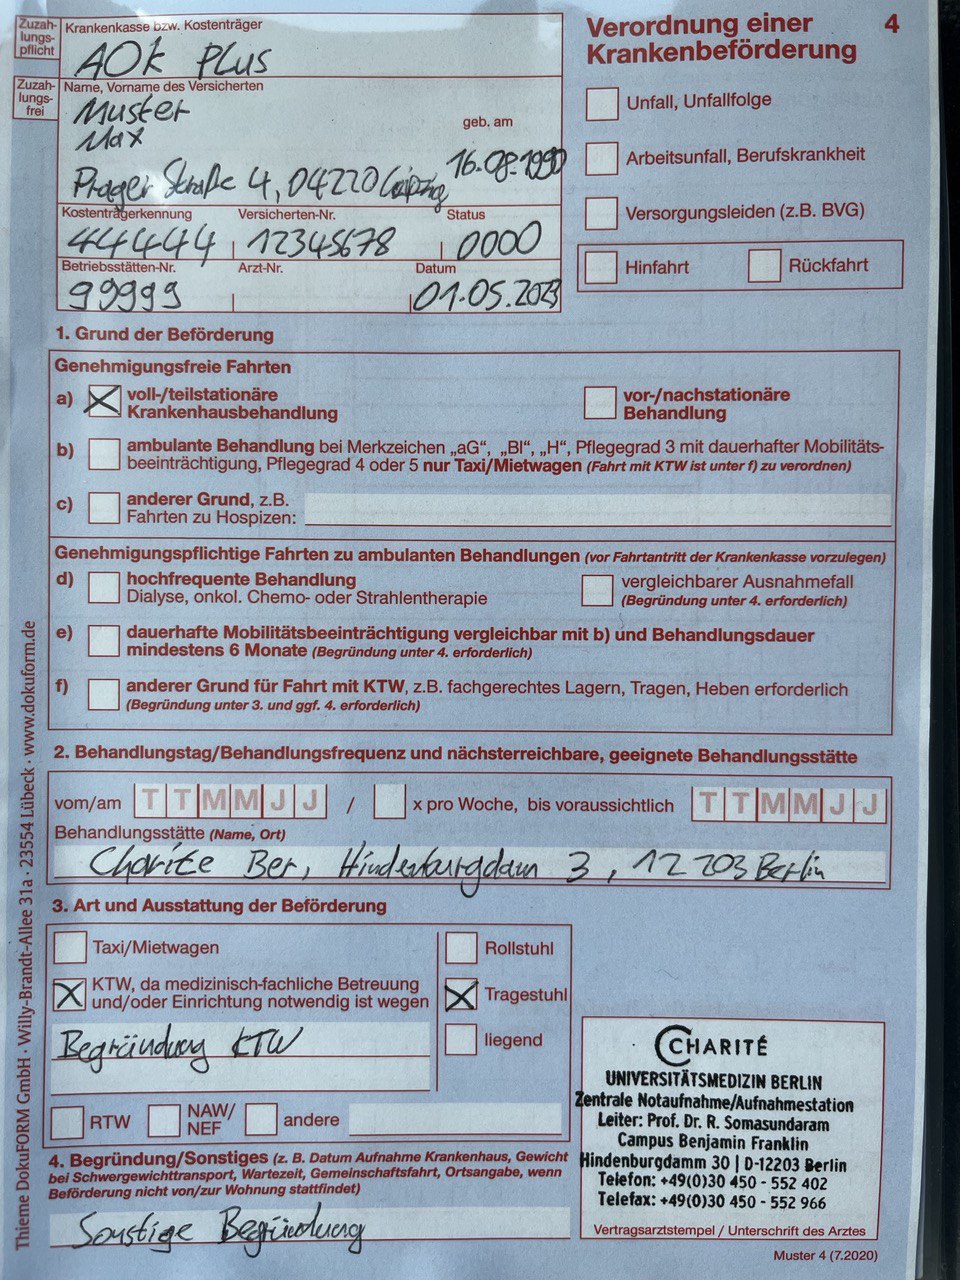 Zuzah-
lungs-
pflicht
Krankenkasse bzw. Kostenträger
AOK PLUS
Verordnung einer 4
Krankenbeförderung
Zuzah-
lungs-
frei
Name, Vorname des Versicherten
Muster
Max
geb. am
16.08.1990
Prager Straße 4, 04220 Leipzig
Unfall, Unfallfolge
Arbeitsunfall, Berufskrankheit
Versorgungsleiden (z.B. BVG)
Hinfahrt Rückfahrt
Kostenträgerkennung Versicherten-Nr. Status
44444 12345678 0000
Betriebsstätten-Nr. Arzt-Nr. Datum
99999 01.05.2023
1. Grund der Beförderung
Genehmigungsfreie Fahrten
a) voll-/teilstationäre
Krankenhausbehandlung
vor-/nachstationäre
Behandlung
b) ambulante Behandlung bei Merkzeichen „aG“, „Bl“, „H“, Pflegegrad 3 mit dauerhafter Mobilitäts-
beeinträchtigung, Pflegegrad 4 oder 5 nur Taxi/Mietwagen (Fahrt mit KTW ist unter f) zu verordnen)
c) anderer Grund, z.B.
Fahrten zu Hospizen:
Genehmigungspflichtige Fahrten zu ambulanten Behandlungen (vor Fahrtantritt der Krankenkasse vorzulegen)
d) hochfrequente Behandlung
Dialyse, onkol. Chemo- oder Strahlentherapie
vergleichbarer Ausnahmefall
(Begründung unter 4. erforderlich)
e) dauerhafte Mobilitätsbeeinträchtigung vergleichbar mit b) und Behandlungsdauer
mindestens 6 Monate (Begründung unter 4. erforderlich)
f) anderer Grund für Fahrt mit KTW, z.B. fachgerechtes Lagern, Tragen, Heben erforderlich
(Begründung unter 3. und ggf. 4. erforderlich)
2. Behandlungstag/Behandlungsfrequenz und nächsterreichbare, geeignete Behandlungsstätte
vom/am T T M M J J / x pro Woche, bis voraussichtlich T T M M J J
Behandlungsstätte (Name, Ort)
Charite Ber, Hindenburgdam 3, 12203 Berlin
3. Art und Ausstattung der Beförderung
Taxi/Mietwagen
Rollstuhl
KTW, da medizinisch-fachliche Betreuung
und/oder Einrichtung notwendig ist wegen
Tragestuhl
Begründung KTW
liegend
RTW NAW/
NEF andere
4. Begründung/Sonstiges (z. B. Datum Aufnahme Krankenhaus, Gewicht
bei Schwergewichttransport, Wartezeit, Gemeinschaftsfahrt, Ortsangabe, wenn
Beförderung nicht von/zur Wohnung stattfindet)
Sonstige Begründung
CHARITÉ
UNIVERSITÄTSMEDIZIN BERLIN
Zentrale Notaufnahme/Aufnahmestation
Leiter: Prof. Dr. R. Somasundaram
Campus Benjamin Franklin
Hindenburgdamm 30 | D-12203 Berlin
Telefon: +49(0)30 450 - 552 402
Telefax: +49(0)30 450 - 552 966
Vertragsarztstempel / Unterschrift des Arztes
Muster 4 (7.2020)
Thieme DokuFORM GmbH · Willy-Brandt-Allee 31a · 23554 Lübeck · www.dokuform.de